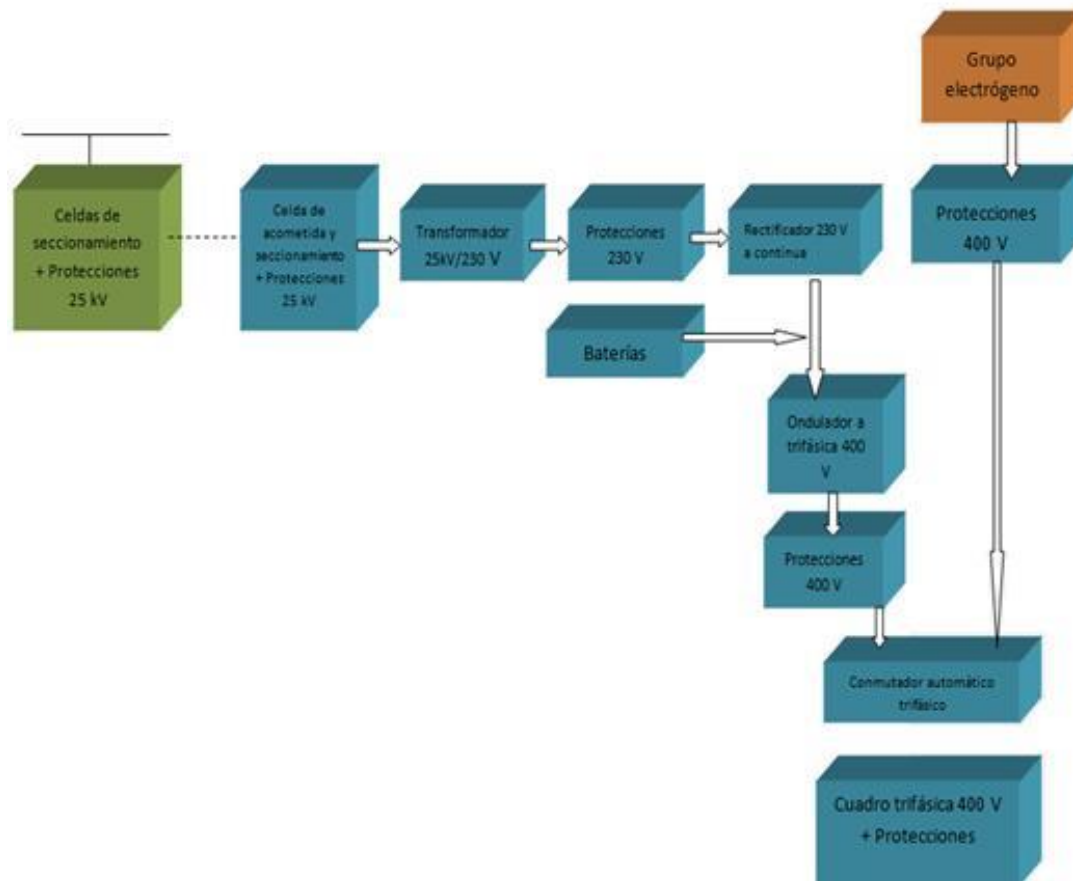 Grupo
electrógeno
Celdas de
seccionamiento
+ Protecciones
25 kV
Celda de
acometida y
seccionamiento
+ Protecciones
25 kV
Transformador
25kV/230 V
Protecciones
230 V
Rectificador 230 V
a continua
Protecciones
400 V
Baterías
Ondulador a
trifásica 400
V
Protecciones
400 V
Conmutador automático
trifásico
Cuadro trifásica 400 V
+ Protecciones